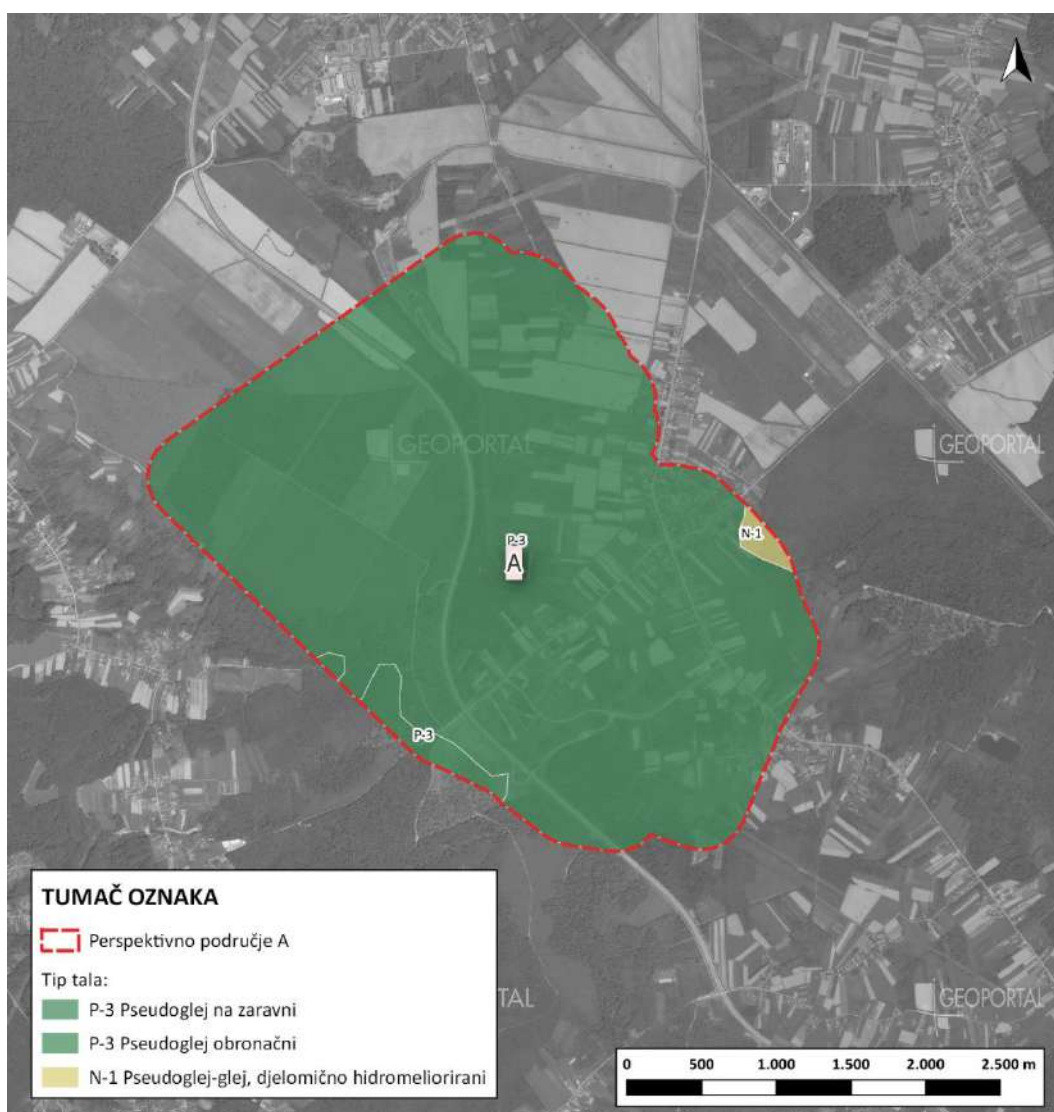 GEOPORTAL
GEOPORTAL
N-1
P-3
A
P-3
TUMAČ OZNAKA
Perspektivno područje A
Tip tala:
P-3 Pseudoglej na zaravni
P-3 Pseudoglej obronačni
N-1 Pseudoglej-glej, djelomično hidromeliorirani
RTAL
GEOPORTAL
0 500 1.000 1.500 2.000 2.500 m